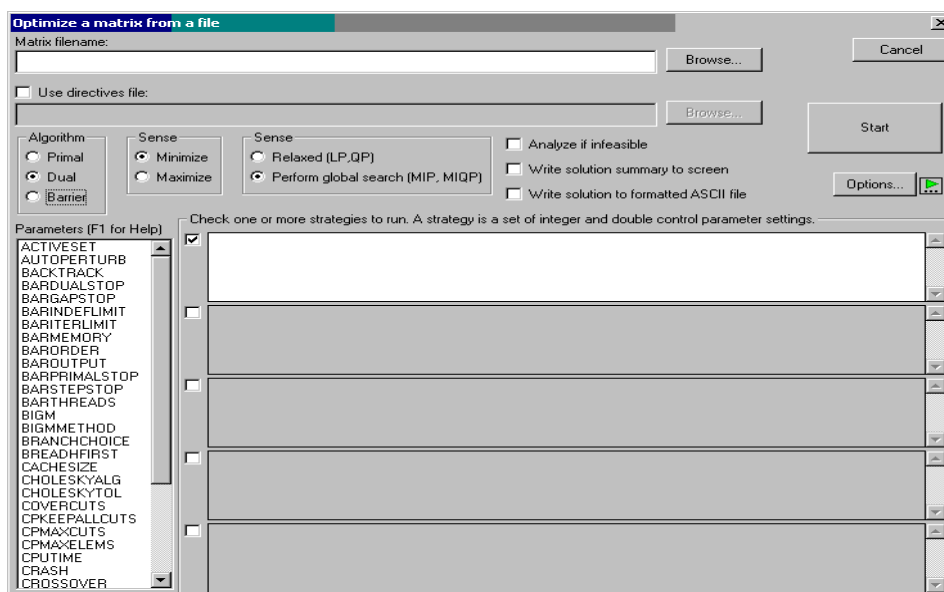 Optimize a matrix from a file
Matrix filename:
Browse...
Cancel
Use directives file:
Browse...
Start
Algorithm
Primal
Dual
Barrier
Sense
Minimize
Maximize
Sense
Relaxed (LP,QP)
Perform global search (MIP, MIQP)
Analyze if infeasible
Write solution summary to screen
Write solution to formatted ASCII file
Options...
Parameters (F1 for Help)
ACTIVESET
AUTOPERTURB
BACKTRACK
BARDUALSTOP
BARGAPSTOP
BARINDEFLIMIT
BARITERLIMIT
BARMEMORY
BARORDER
BAROUTPUT
BARPRIMALSTOP
BARSTEPSTOP
BARTHREADS
BIGM
BIGMMETHOD
BRANCHCHOICE
BREADHFIRST
CACHESIZE
CHOLESKYALG
CHOLESKYTOL
COVERCUTS
CPKEEPALLCUTS
CPMAXCUTS
CPMAXELEMS
CPUTIME
CRASH
CROSSOVER
Check one or more strategies to run. A strategy is a set of integer and double control parameter settings.